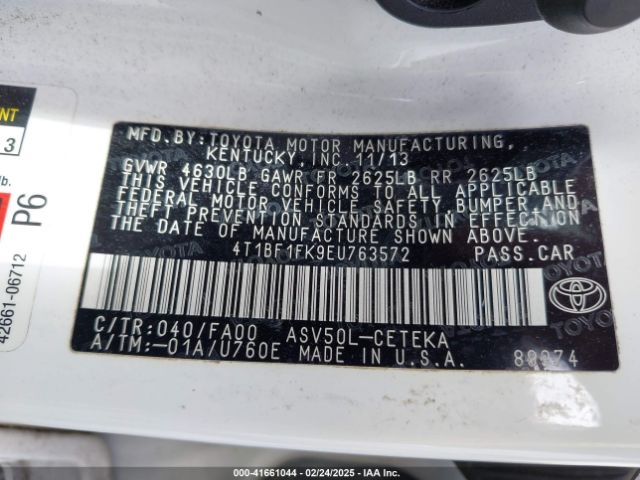 MFD.BY:TOYOTA MOTOR MANUFACTURING,
KENTUCKY,INC.11/13
GVWR 4630LB GAWR FR 2625LB RR 2625LB
THIS VEHICLE CONFORMS TO ALL APPLICABLE
FEDERAL MOTOR VEHICLE SAFETY, BUMPER, AND
THEFT PREVENTION STANDARDS IN EFFECT ON
THE DATE OF MANUFACTURE SHOWN ABOVE.
4T1BF1FK9EU763572 PASS.CAR
C/TR:040/FA00 ASV50L-CETEKA
A/TM:-01A/U760E MADE IN U.S.A.
TOYOTA
3
lb.
P6
42661-06712
000-41661044 / 02/24/2025 / IAA, Inc.